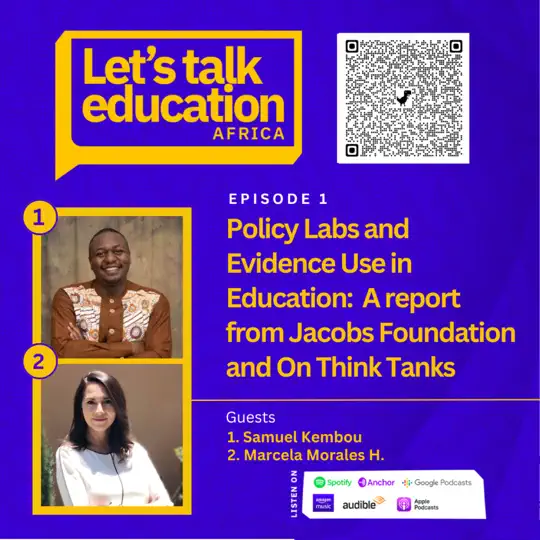 Let's talk
education
AFRICA
EPISODE 1
Policy Labs and
Evidence Use in
Education: A report
from Jacobs Foundation
and On Think Tanks
1
2
Guests
1. Samuel Kembou
2. Marcela Morales H.
LISTEN ON
Spotify Anchor Google Podcasts
amazon music audible Apple Podcasts